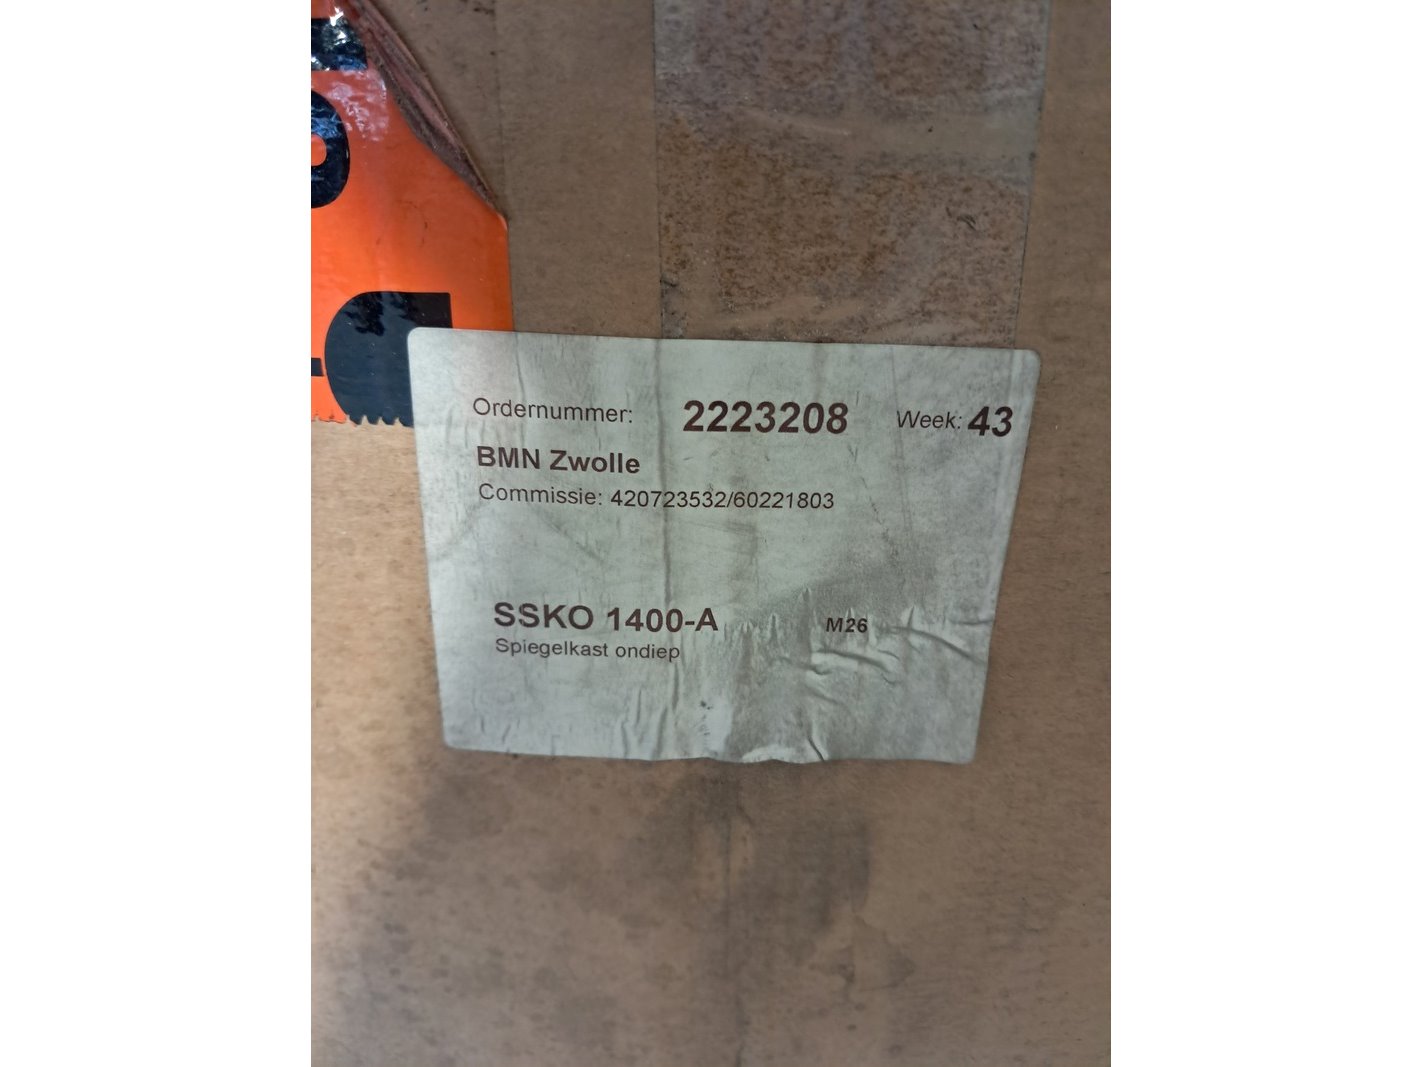 Ordernummer: 2223208 Week: 43
BMN Zwolle
Commissie: 420723532/60221803
SSKO 1400-A M26
Spiegelkast ondiep